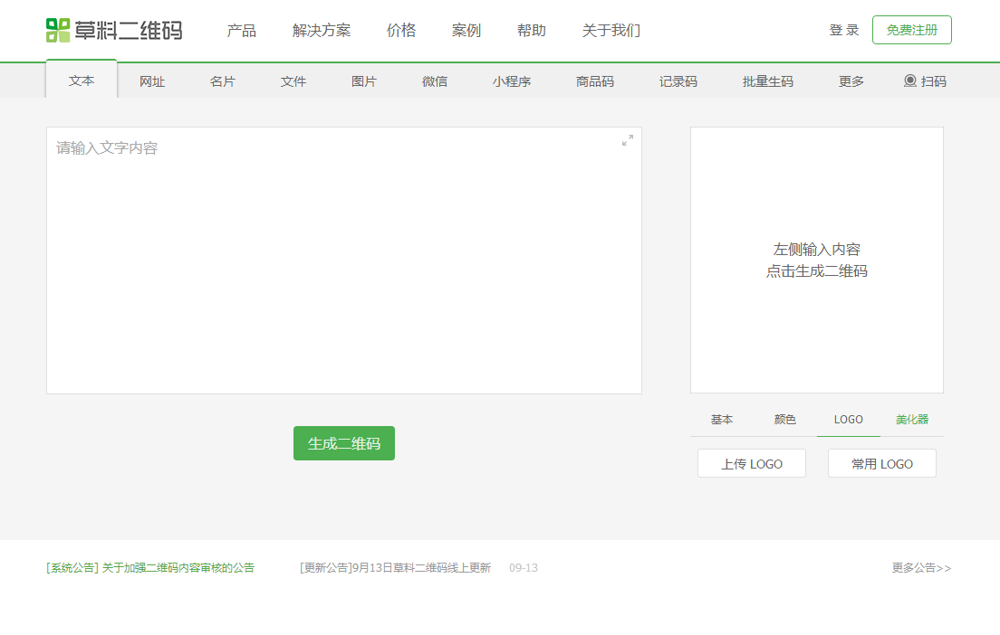 草料二维码 产品 解决方案 价格 案例 帮助 关于我们 登 录 免费注册
文本 网址 名片 文件 图片 微信 小程序 商品码 记录码 批量生码 更多 扫码
请输入文字内容
左侧输入内容
点击生成二维码
基本 颜色 LOGO 美化器
生成二维码
上传 LOGO 常用 LOGO
[系统公告] 关于加强二维码内容审核的公告 [更新公告]9月13日草料二维码线上更新 09-13 更多公告>>